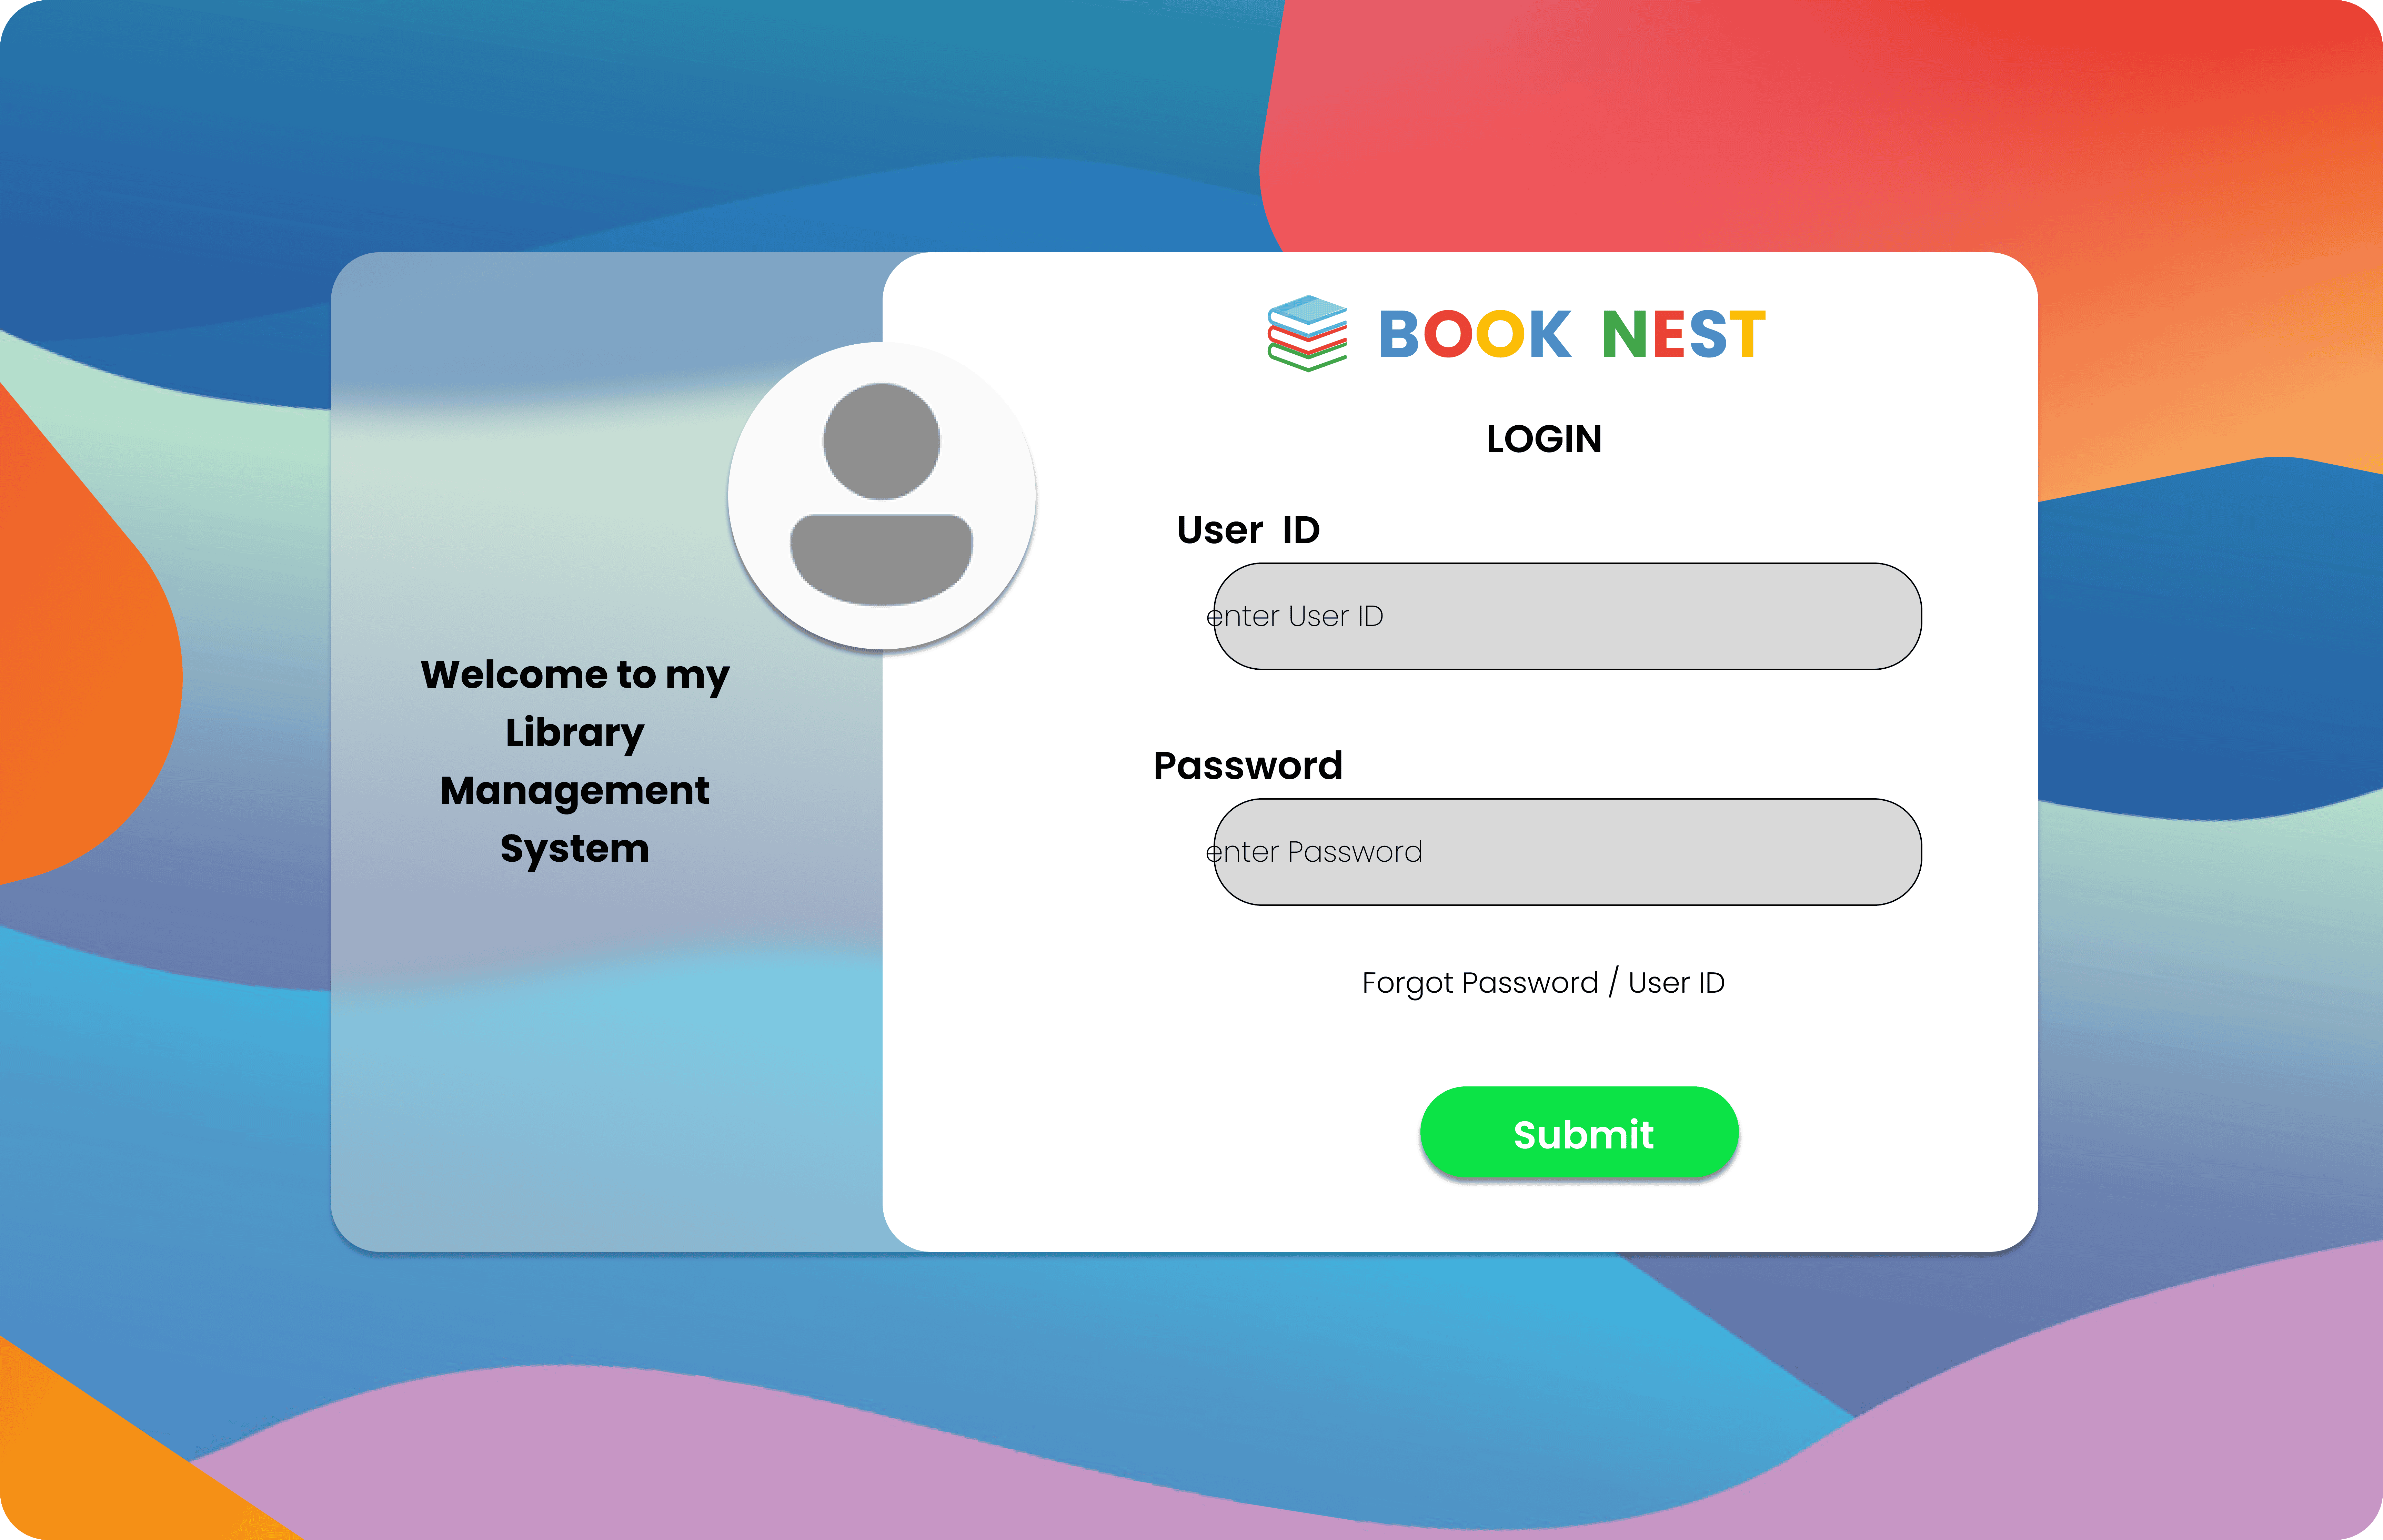 BOOK NEST
LOGIN
User ID
enter User ID
Password
enter Password
Forgot Password / User ID
Submit
Welcome to my
Library
Management
System